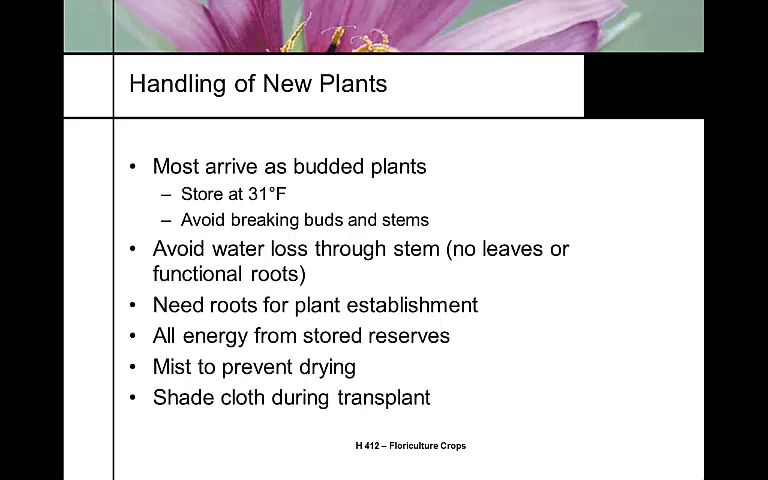 Handling of New Plants
• Most arrive as budded plants
– Store at 31°F
– Avoid breaking buds and stems
• Avoid water loss through stem (no leaves or
functional roots)
• Need roots for plant establishment
• All energy from stored reserves
• Mist to prevent drying
• Shade cloth during transplant
H 412 – Floriculture Crops